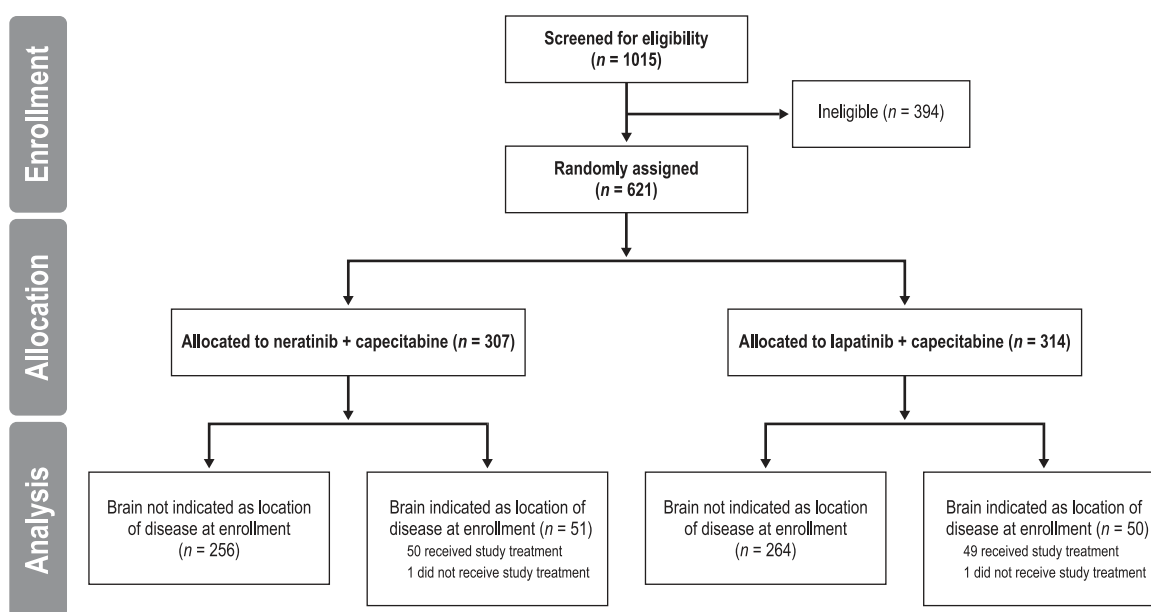 Enrollment
Screened for eligibility
(n = 1015)
Ineligible (n = 394)
Randomly assigned
(n = 621)
Allocation
Allocated to neratinib + capecitabine (n = 307)
Allocated to lapatinib + capecitabine (n = 314)
Analysis
Brain not indicated as location
of disease at enrollment
(n = 256)
Brain indicated as location of
disease at enrollment (n = 51)
50 received study treatment
1 did not receive study treatment
Brain not indicated as location
of disease at enrollment
(n = 264)
Brain indicated as location of
disease at enrollment (n = 50)
49 received study treatment
1 did not receive study treatment